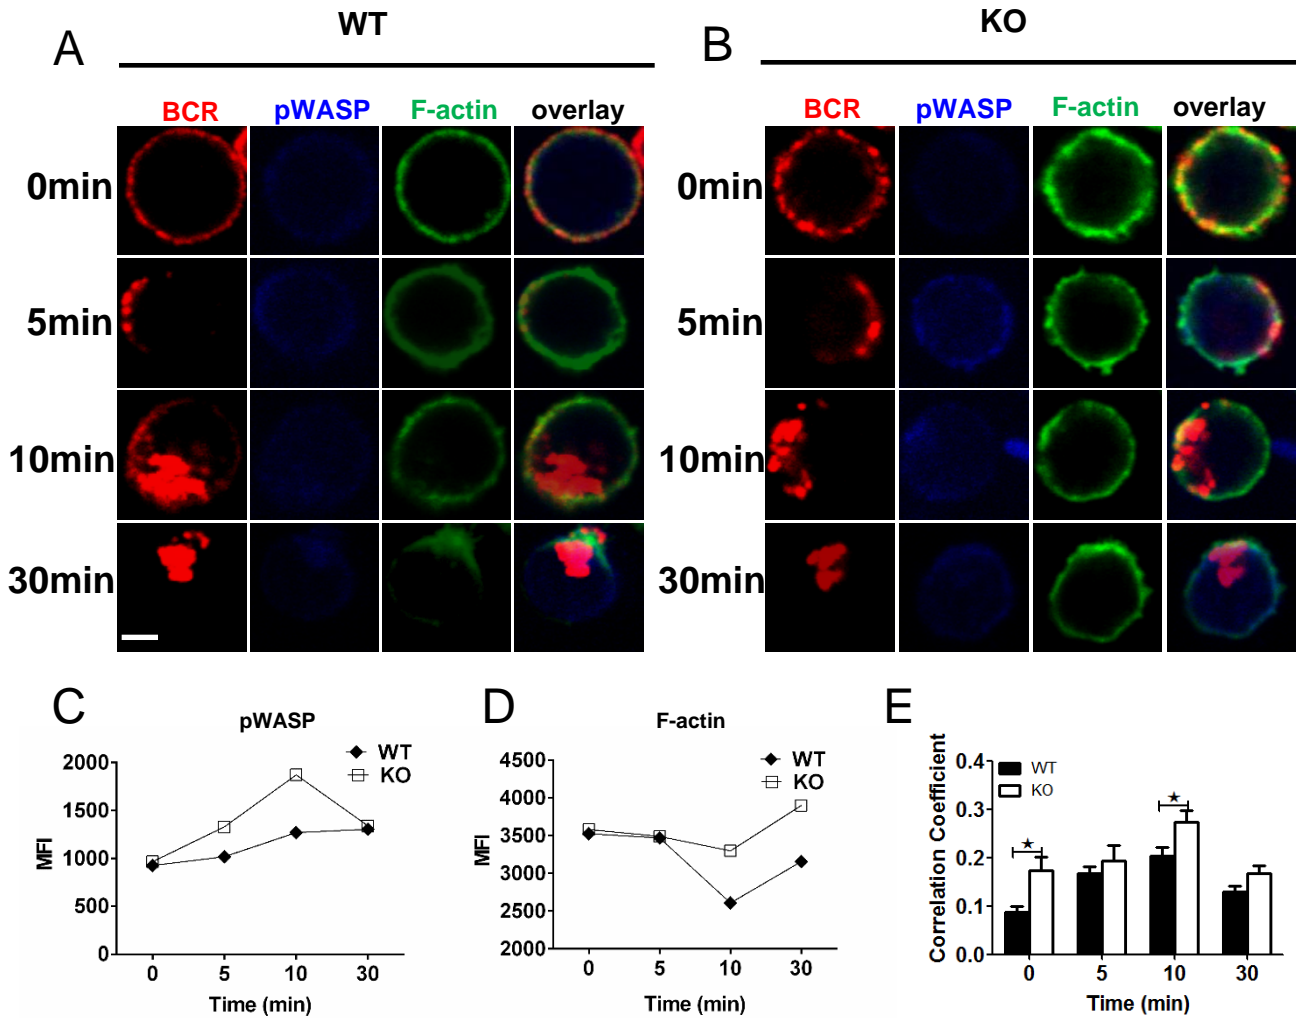 A
WT
BCR pWASP F-actin overlay
0min
5min
10min
30min
B
KO
BCR pWASP F-actin overlay
0min
5min
10min
30min
C
pWASP
WT
KO
MFI
2000
1500
1000
500
0
0 5 10 30
Time (min)
D
F-actin
WT
KO
MFI
4500
4000
3500
3000
2500
2000
0 5 10 30
Time (min)
E
WT
KO
Correlation Coefficient
0.4
0.3
0.2
0.1
0.0
0 5 10 30
Time (min)